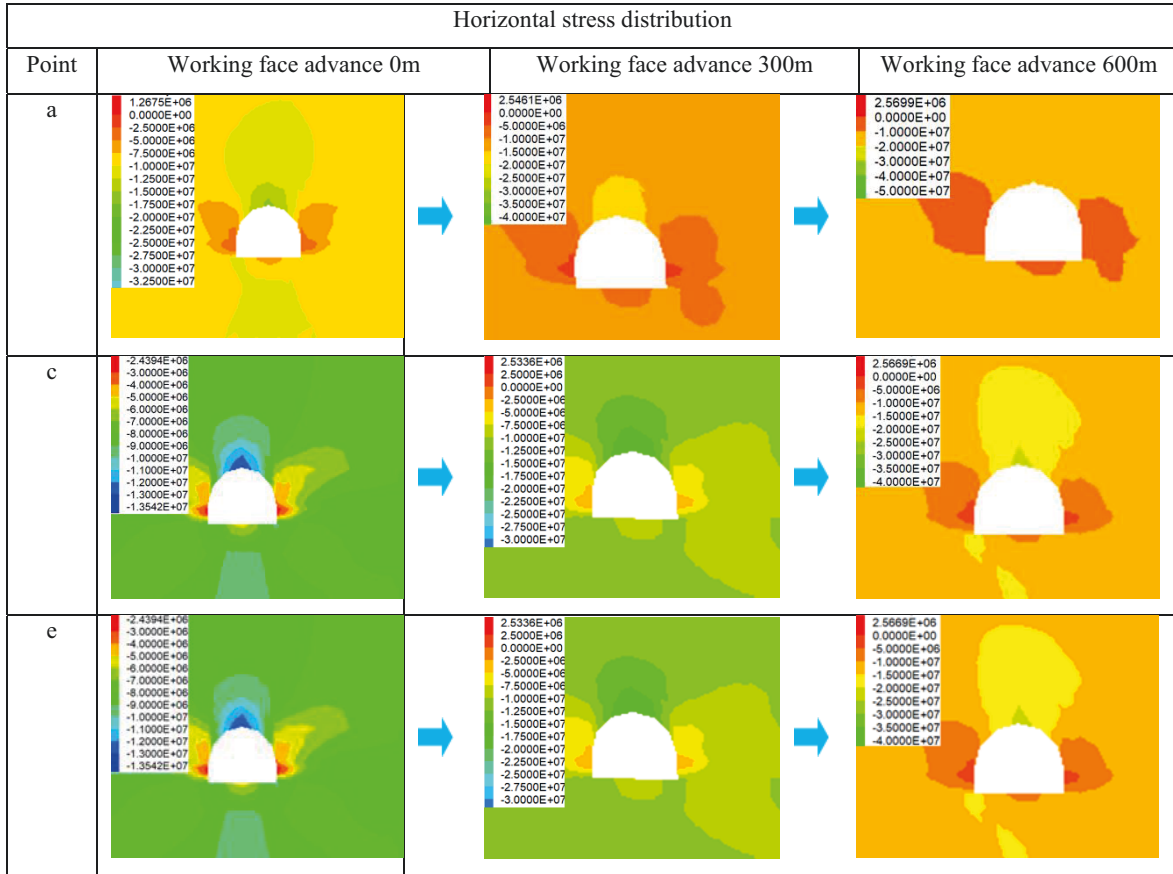 Horizontal stress distribution
Point Working face advance 0m Working face advance 300m Working face advance 600m
a
1.2675E+06
0.0000E+00
-2.5000E+06
-5.0000E+06
-7.5000E+06
-1.0000E+07
-1.2500E+07
-1.5000E+07
-1.7500E+07
-2.0000E+07
-2.2500E+07
-2.5000E+07
-2.7500E+07
-3.0000E+07
-3.2500E+07
2.5461E+06
0.0000E+00
-5.0000E+06
-1.0000E+07
-1.5000E+07
-2.0000E+07
-2.5000E+07
-3.0000E+07
-3.5000E+07
-4.0000E+07
2.5699E+06
0.0000E+00
-1.0000E+07
-2.0000E+07
-3.0000E+07
-4.0000E+07
-5.0000E+07
c
-2.4394E+06
-3.0000E+06
-4.0000E+06
-5.0000E+06
-6.0000E+06
-7.0000E+06
-8.0000E+06
-9.0000E+06
-1.0000E+07
-1.1000E+07
-1.2000E+07
-1.3000E+07
-1.3542E+07
2.5336E+06
2.5000E+06
0.0000E+00
-2.5000E+06
-5.0000E+06
-7.5000E+06
-1.0000E+07
-1.2500E+07
-1.5000E+07
-1.7500E+07
-2.0000E+07
-2.2500E+07
-2.5000E+07
-2.7500E+07
-3.0000E+07
2.5669E+06
0.0000E+00
-5.0000E+06
-1.0000E+07
-1.5000E+07
-2.0000E+07
-2.5000E+07
-3.0000E+07
-3.5000E+07
-4.0000E+07
e
-2.4394E+06
-3.0000E+06
-4.0000E+06
-5.0000E+06
-6.0000E+06
-7.0000E+06
-8.0000E+06
-9.0000E+06
-1.0000E+07
-1.1000E+07
-1.2000E+07
-1.3000E+07
-1.3542E+07
2.5336E+06
2.5000E+06
0.0000E+00
-2.5000E+06
-5.0000E+06
-7.5000E+06
-1.0000E+07
-1.2500E+07
-1.5000E+07
-1.7500E+07
-2.0000E+07
-2.2500E+07
-2.5000E+07
-2.7500E+07
-3.0000E+07
2.5669E+06
0.0000E+00
-5.0000E+06
-1.0000E+07
-1.5000E+07
-2.0000E+07
-2.5000E+07
-3.0000E+07
-3.5000E+07
-4.0000E+07